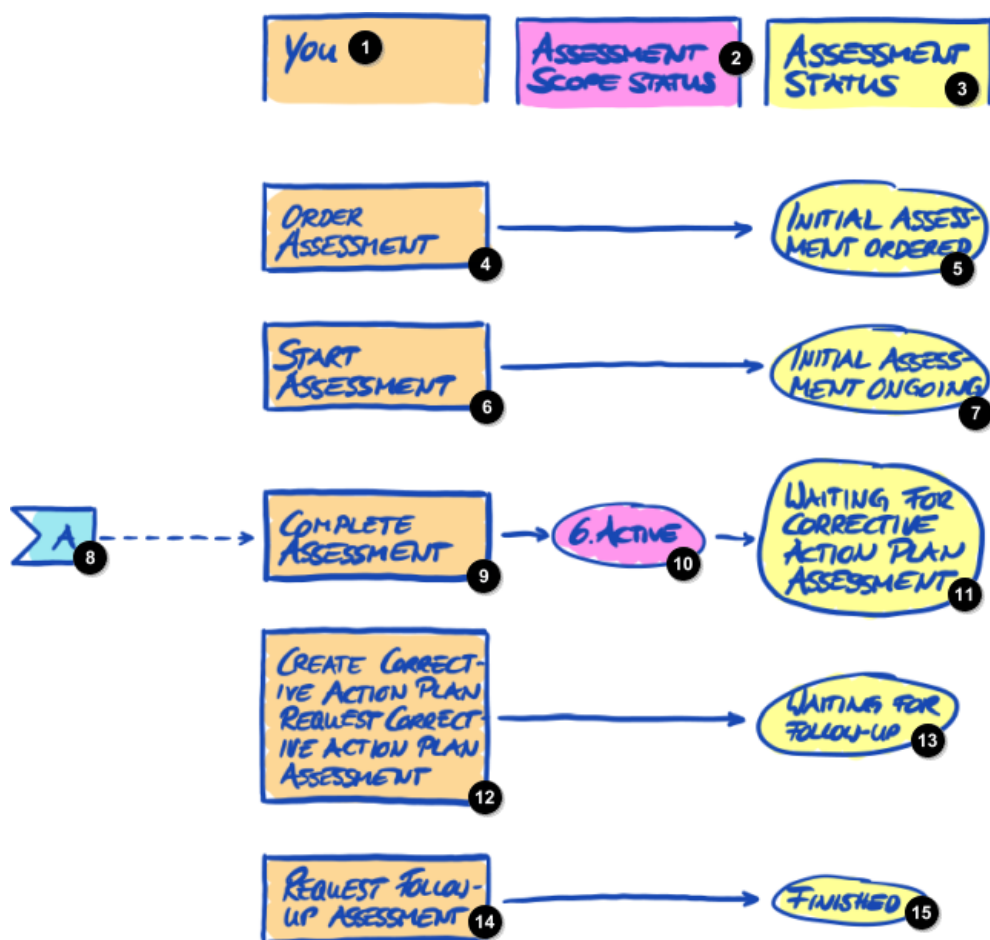 You 1
ASSESSMENT
SCOPE STATUS 2
ASSESSMENT
STATUS 3
ORDER
ASSESSMENT 4
INITIAL ASSESS-
MENT ORDERED 5
START
ASSESSMENT 6
INITIAL ASSESS-
MENT ONGOING 7
A 8
COMPLETE
ASSESSMENT 9
6. ACTIVE 10
WAITING FOR
CORRECTIVE
ACTION PLAN
ASSESSMENT 11
CREATE CORRECT-
IVE ACTION PLAN
REQUEST CORRECT-
IVE ACTION PLAN
ASSESSMENT 12
WAITING FOR
FOLLOW-UP 13
REQUEST FOLLOW-
UP ASSESSMENT 14
FINISHED 15